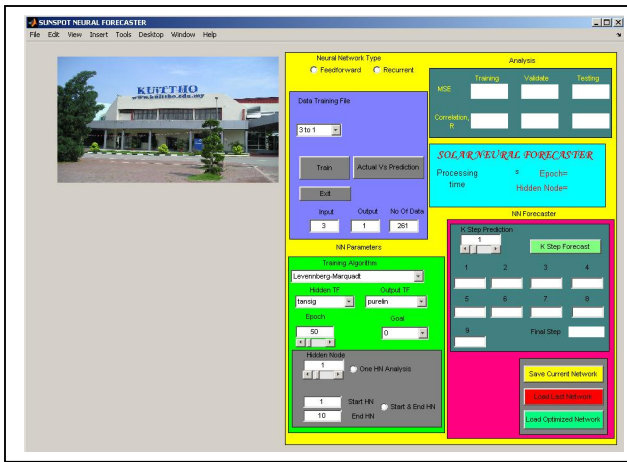 SUNSPOT NEURAL FORECASTER
File Edit View Insert Tools Desktop Window Help
KUiTTHO
www.kuittho.edu.my
Neural Network Type
Feedforward Recurrent
Data Training File
3 to 1
Train Actual Vs Prediction
Exit
Input Output No Of Data
3 1 261
NN Parameters
Training Algorithm
Levennberg-Marquadt
Hidden TF Output TF
tansig purelin
Epoch Goal
50 0
Hidden Node
1
One HN Analysis
1 Start HN
Start & End HN
10 End HN
Analysis
Training Validate Testing
MSE
Correlation,
R
SOLAR NEURAL FORECASTER
Processing s Epoch=
time Hidden Node=
NN Forecaster
K Step Prediction
1
K Step Forecast
1 2 3 4
5 6 7 8
9 Final Step
Save Current Network
Load Last Network
Load Optimized Network